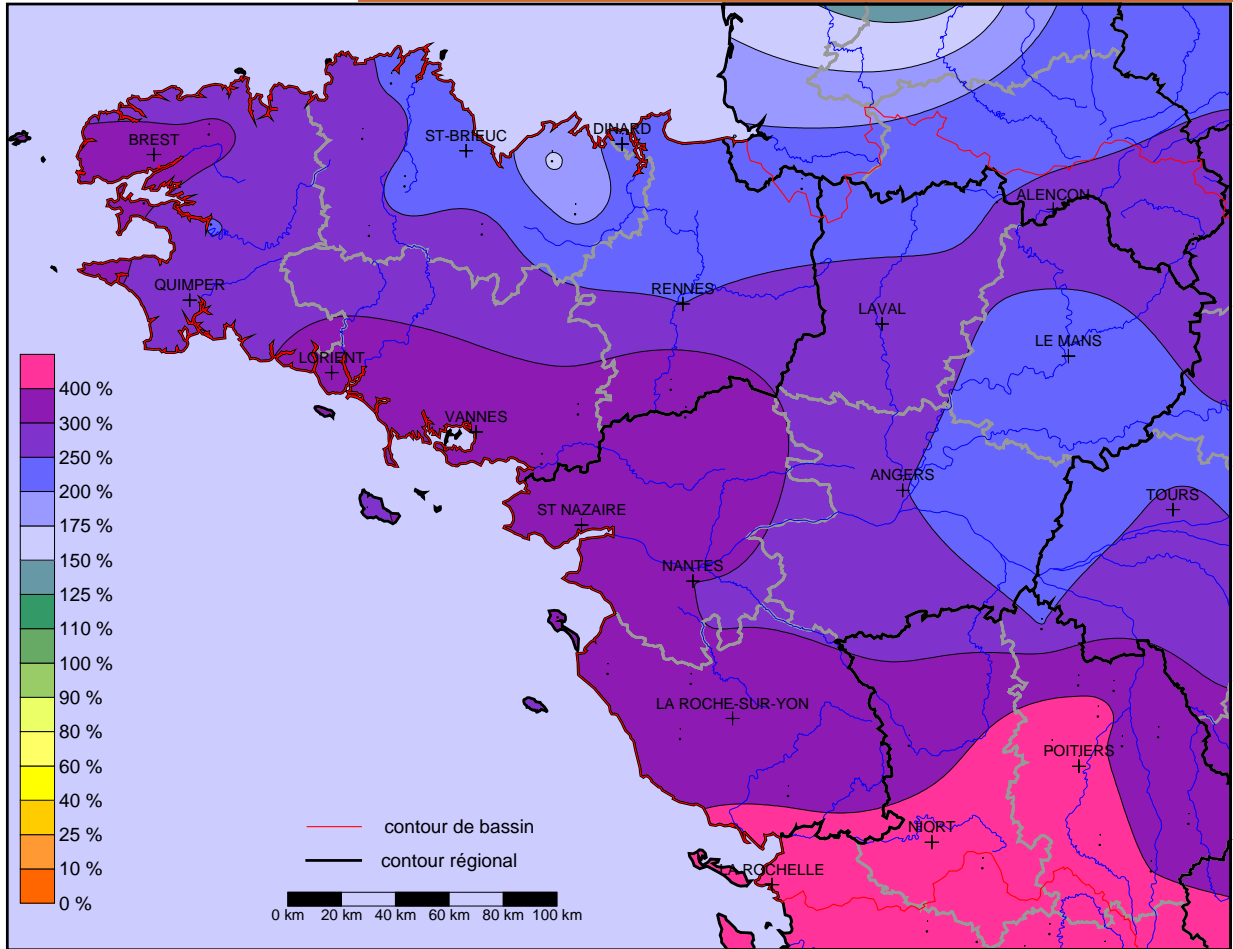 ST-BRIEUC
DINARD
BREST
ALENÇON
QUIMPER
RENNES
LAVAL
LE MANS
LORIENT
VANNES
ANGERS
TOURS
ST NAZAIRE
NANTES
LA ROCHE-SUR-YON
POITIERS
NIORT
LA ROCHELLE
400 %
300 %
250 %
200 %
175 %
150 %
125 %
110 %
100 %
90 %
80 %
60 %
40 %
25 %
10 %
0 %
contour de bassin
contour régional
0 km 20 km 40 km 60 km 80 km 100 km